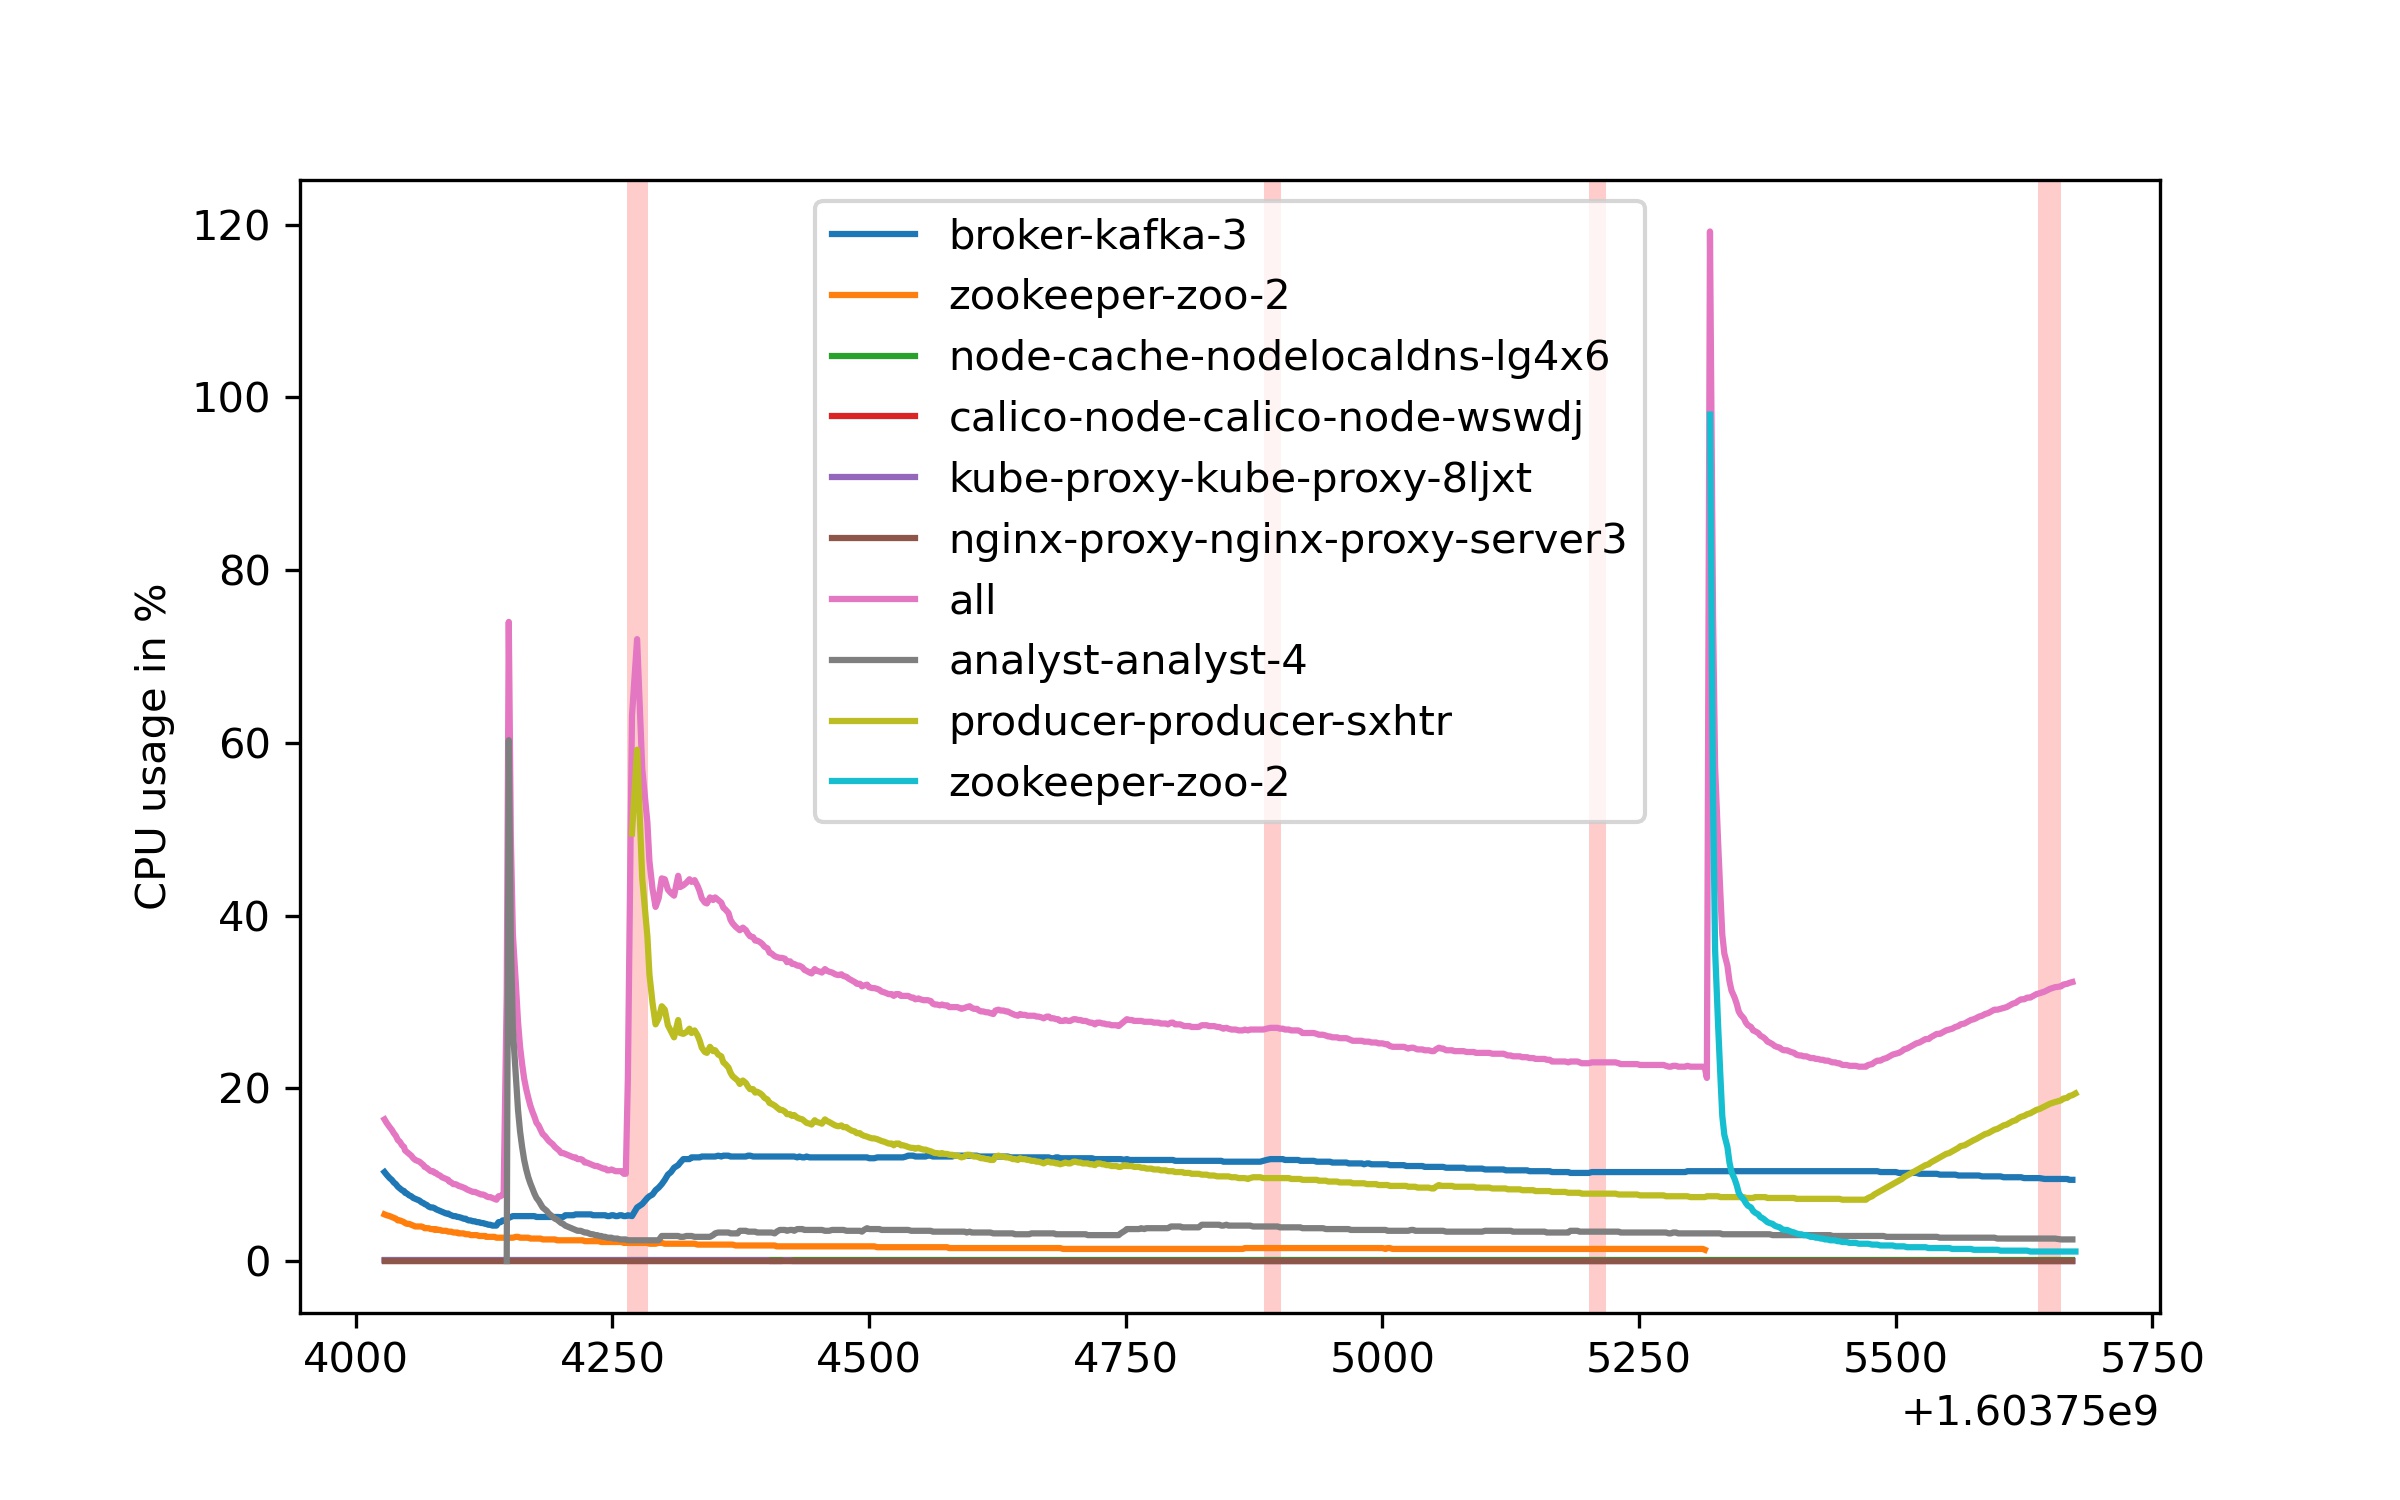 120
100
80
60
40
20
0
CPU usage in %
broker-kafka-3
zookeeper-zoo-2
node-cache-nodelocaldns-lg4x6
calico-node-calico-node-wswdj
kube-proxy-kube-proxy-8ljxt
nginx-proxy-nginx-proxy-server3
all
analyst-analyst-4
producer-producer-sxhtr
zookeeper-zoo-2
4000 4250 4500 4750 5000 5250 5500 5750
+1.60375e9